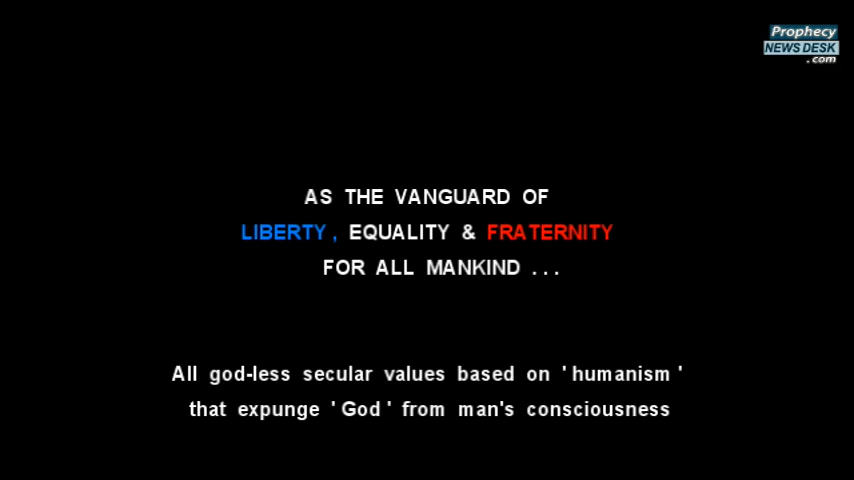 Prophecy
NEWS DESK
.com
AS THE VANGUARD OF
LIBERTY, EQUALITY & FRATERNITY
FOR ALL MANKIND ...
All god-less secular values based on 'humanism'
that expunge 'God' from man's consciousness